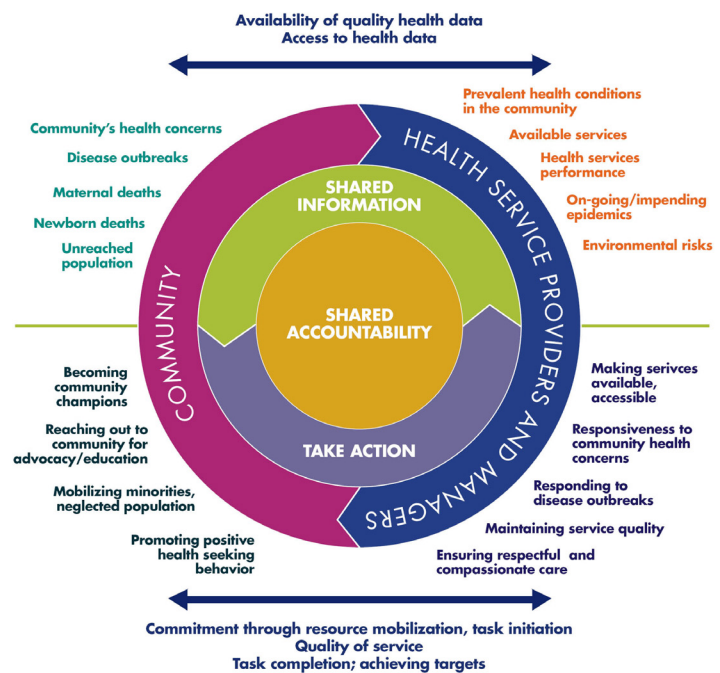 Availability of quality health data
Access to health data
Community's health concerns
Disease outbreaks
Maternal deaths
Newborn deaths
Unreached
population
Prevalent health conditions
in the community
Available services
Health services
performance
On-going/impending
epidemics
Environmental risks
COMMUNITY
HEALTH SERVICE PROVIDERS AND MANAGERS
SHARED
INFORMATION
SHARED
ACCOUNTABILITY
TAKE ACTION
Becoming
community
champions
Reaching out to
community for
advocacy/education
Mobilizing minorities,
neglected population
Promoting positive
health seeking
behavior
Making serivces
available,
accessible
Responsiveness to
community health
concerns
Responding to
disease outbreaks
Maintaining service quality
Ensuring respectful and
compassionate care
Commitment through resource mobilization, task initiation
Quality of service
Task completion; achieving targets